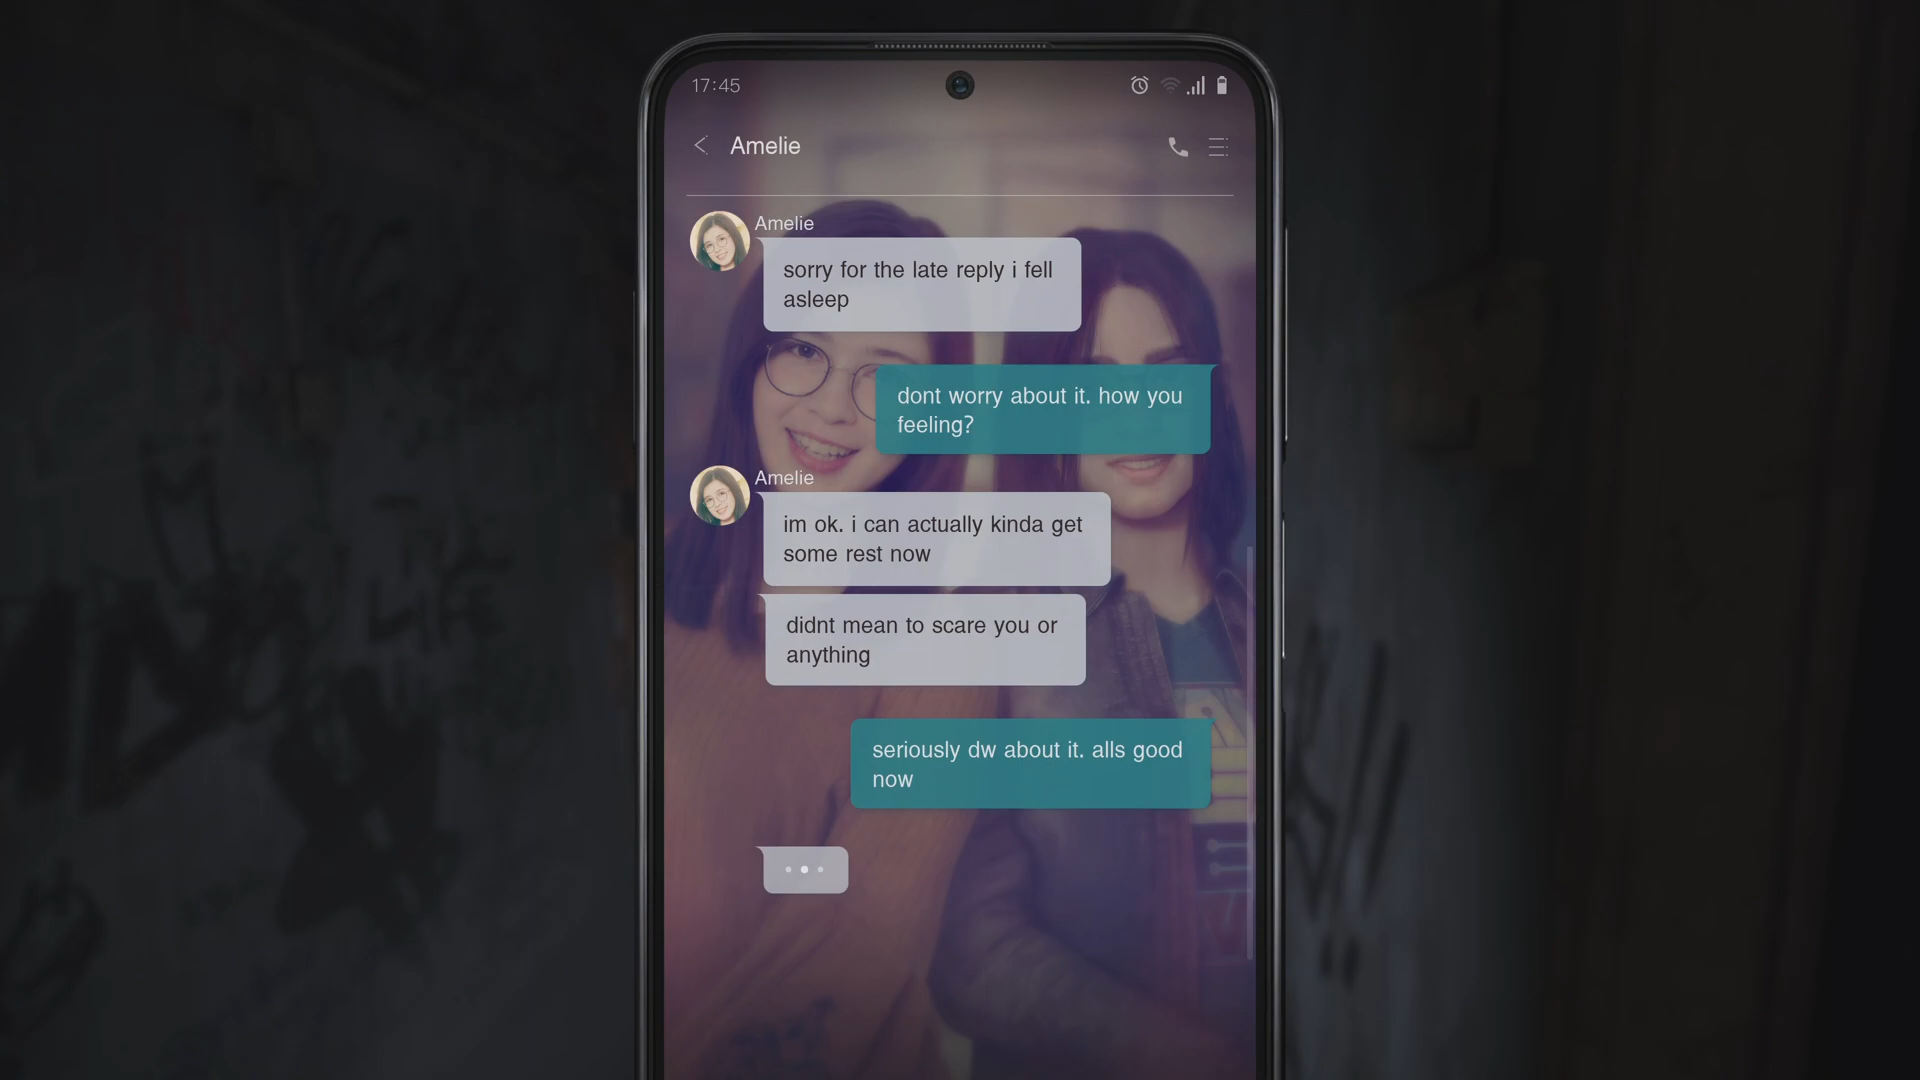 17:45
Amelie
Amelie
sorry for the late reply i fell
asleep
dont worry about it. how you
feeling?
Amelie
im ok. i can actually kinda get
some rest now
didnt mean to scare you or
anything
seriously dw about it. alls good
now